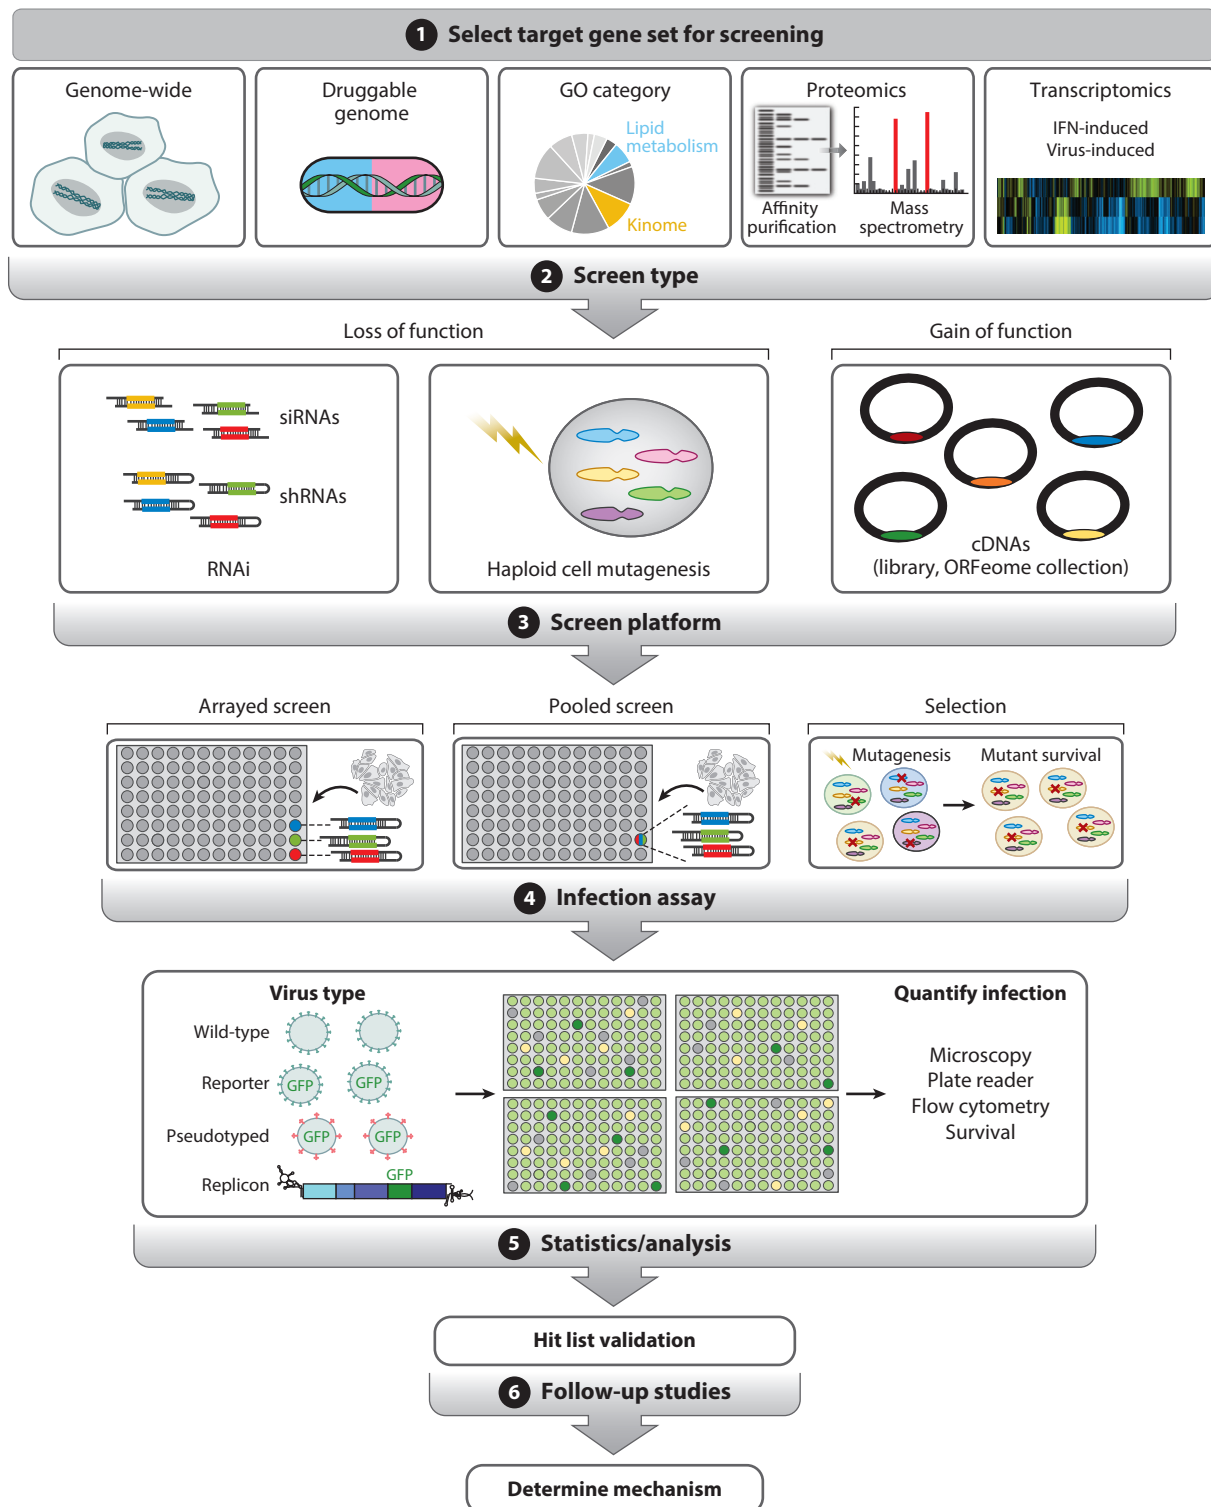 1 Select target gene set for screening
Genome-wide
Druggable
genome
GO category
Lipid
metabolism
Kinome
Proteomics
Affinity
purification
Mass
spectrometry
Transcriptomics
IFN-induced
Virus-induced
2 Screen type
Loss of function
Gain of function
siRNAs
shRNAs
RNAi
Haploid cell mutagenesis
cDNAs
(library, ORFeome collection)
3 Screen platform
Arrayed screen
Pooled screen
Selection
Mutagenesis
Mutant survival
4 Infection assay
Virus type
Wild-type
Reporter
GFP
GFP
Pseudotyped
GFP
GFP
Replicon
GFP
Quantify infection
Microscopy
Plate reader
Flow cytometry
Survival
5 Statistics/analysis
Hit list validation
6 Follow-up studies
Determine mechanism